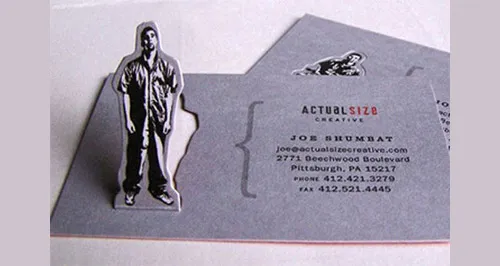 ACTUALSIZE
CREATIVE
JOE SHUMBAT
joe@actualsizecreative.com
2771 Beechwood Boulevard
Pittsburgh, PA 15217
PHONE 412.421.3279
FAX 412.521.4445